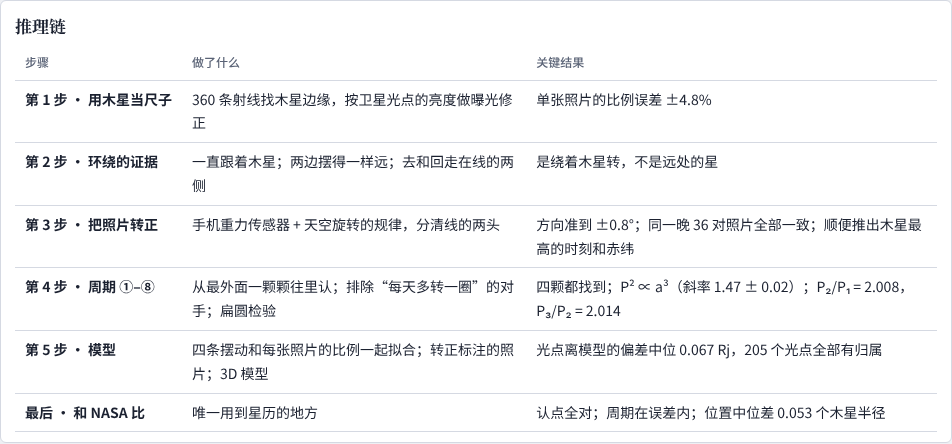 推理链
步骤 做了什么 关键结果
第 1 步 · 用木星当尺子 360 条射线找木星边缘，按卫星光点的亮度做曝光修 单张照片的比例误差 ±4.8%
正
第 2 步 · 环绕的证据 一直跟着木星；两边摆得一样远；去和回走在线的两 是绕着木星转，不是远处的星
侧
第 3 步 · 把照片转正 手机重力传感器 + 天空旋转的规律，分清线的两头 方向准到 ±0.8°；同一晚 36 对照片全部一致；顺便推出木星最
高的时刻和赤纬
第 4 步 · 周期 ①–⑧ 从最外面一颗颗往里认；排除“每天多转一圈”的对 四颗都找到；P² ∝ a³（斜率 1.47 ± 0.02）；P₂/P₁ = 2.008，
手；扁圆检验 P₃/P₂ = 2.014
第 5 步 · 模型 四条摆动和每张照片的比例一起拟合；转正标注的照 光点离模型的偏差中位 0.067 Rj，205 个光点全部有归属
片；3D 模型
最后 · 和 NASA 比 唯一用到星历的地方 认点全对；周期在误差内；位置中位差 0.053 个木星半径